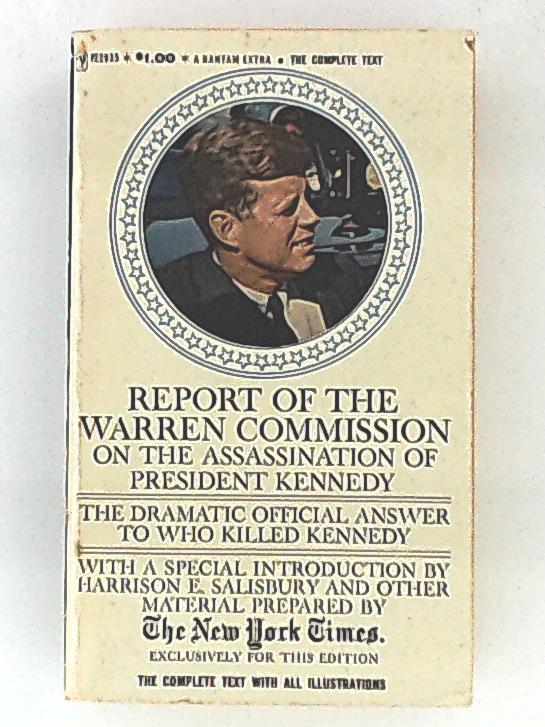 $1.00 * A BANTAM EXTRA • THE COMPLETE TEXT
REPORT OF THE
WARREN COMMISSION
ON THE ASSASSINATION OF
PRESIDENT KENNEDY
THE DRAMATIC OFFICIAL ANSWER
TO WHO KILLED KENNEDY
WITH A SPECIAL INTRODUCTION BY
HARRISON E. SALISBURY AND OTHER
MATERIAL PREPARED BY
The New York Times.
EXCLUSIVELY FOR THIS EDITION
THE COMPLETE TEXT WITH ALL ILLUSTRATIONS